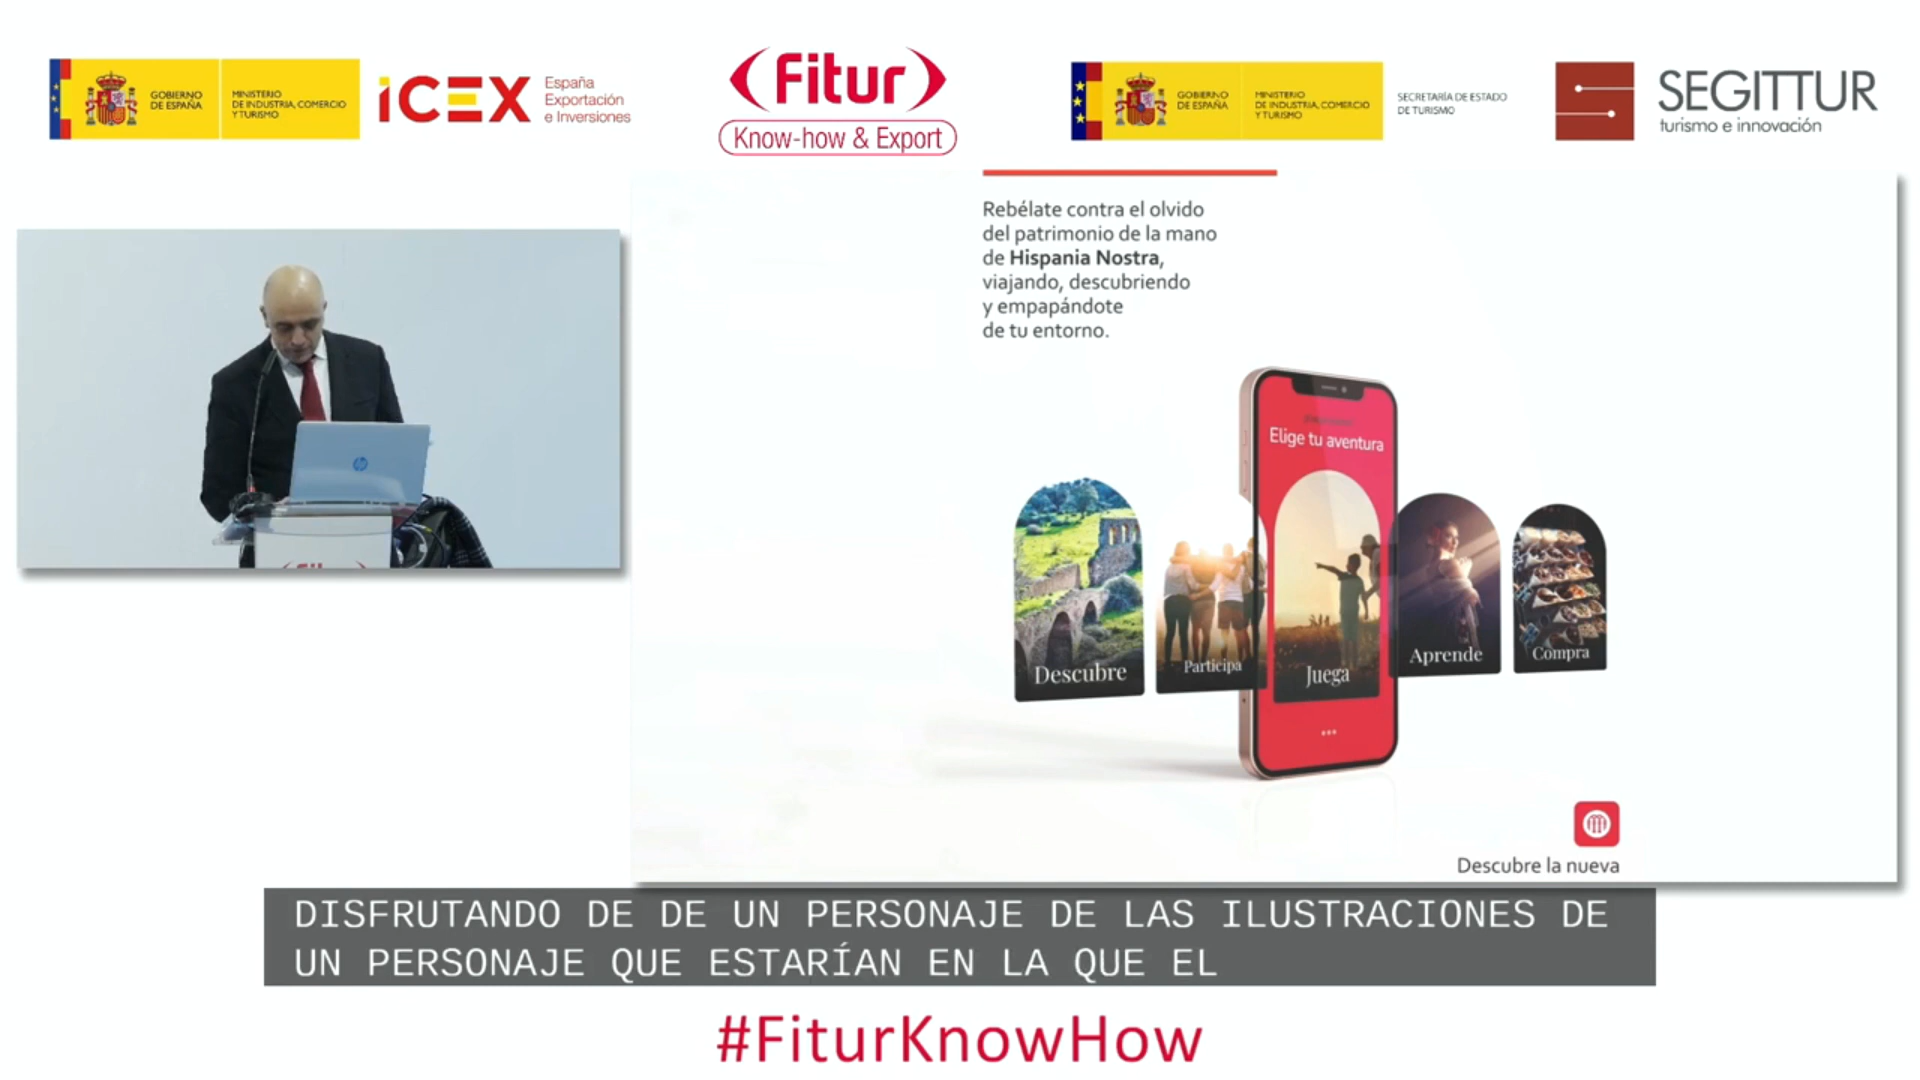 GOBIERNO
DE ESPAÑA
MINISTERIO
DE INDUSTRIA, COMERCIO
Y TURISMO
iCEX
España
Exportación
e Inversiones
Fitur
Know-how & Export
GOBIERNO
DE ESPAÑA
MINISTERIO
DE INDUSTRIA, COMERCIO
Y TURISMO
SECRETARÍA DE ESTADO
DE TURISMO
SEGITTUR
turismo e innovación
Rebélate contra el olvido
del patrimonio de la mano
de Hispania Nostra,
viajando, descubriendo
y empapándote
de tu entorno.
Elige tu aventura
Descubre
Participa
Juega
Aprende
Compra
hp
Descubre la nueva
DISFRUTANDO DE DE UN PERSONAJE DE LAS ILUSTRACIONES DE
UN PERSONAJE QUE ESTARÍAN EN LA QUE EL
#FiturKnowHow